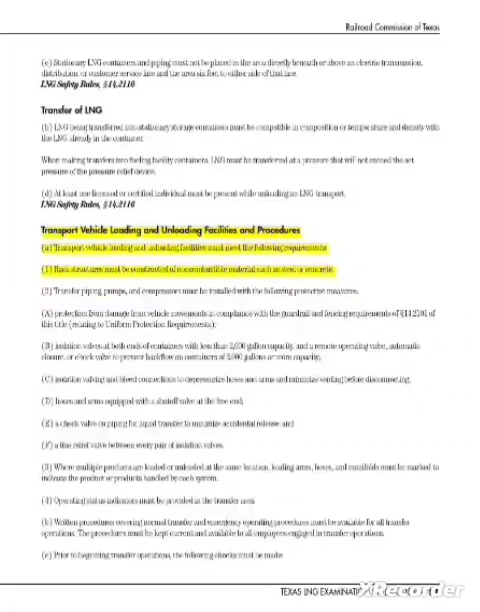 Railroad Commission of Texas
(c) Stationary LNG containers and piping must not be placed in the area directly beneath or above an electric transmission,
distribution, or customer service line and the area six feet to either side of that line.
LNG Safety Rules, §14.2110
Transfer of LNG
(b) LNG being transferred into stationary storage containers must be compatible in composition or temperature and density with
the LNG already in the container.
When making transfers into fueling facility containers, LNG must be transferred at a pressure that will not exceed the set
pressure of the pressure relief device.
(d) At least one licensed or certified individual must be present while unloading an LNG transport.
LNG Safety Rules, §14.2116
Transport Vehicle Loading and Unloading Facilities and Procedures
(a) Transport vehicle loading and unloading facilities must meet the following requirements:
(1) Rack structures must be constructed of noncombustible material such as steel or concrete.
(2) Transfer piping, pumps, and compressors must be installed with the following protective measures:
(A) protection from damage from vehicle movements in compliance with the guardrail and fencing requirements of §14.2101 of
this title (relating to Uniform Protection Requirements);
(B) isolation valves at both ends of containers with less than 2,000 gallon capacity and a remote operating valve, automatic
closure, or check valve to prevent backflow on containers of 2,000 gallons or more capacity;
(C) isolation valving and bleed connections to depressurize hoses and arms and minimize venting before disconnecting;
(D) hoses and arms equipped with a shutoff valve at the free end;
(E) a check valve on piping for liquid transfer to minimize accidental release; and
(F) a line relief valve between every pair of isolation valves.
(3) Where multiple products are loaded or unloaded at the same location, loading arms, hoses, and manifolds must be marked to
indicate the product or products handled by each system.
(4) Operating status indicators must be provided in the transfer area.
(b) Written procedures covering normal transfer and emergency operating procedures must be available for all transfer
operations. The procedures must be kept current and available to all employees engaged in transfer operations.
(c) Prior to beginning transfer operations, the following checks must be made:
TEXAS LNG EXAMINATION
XRecorder